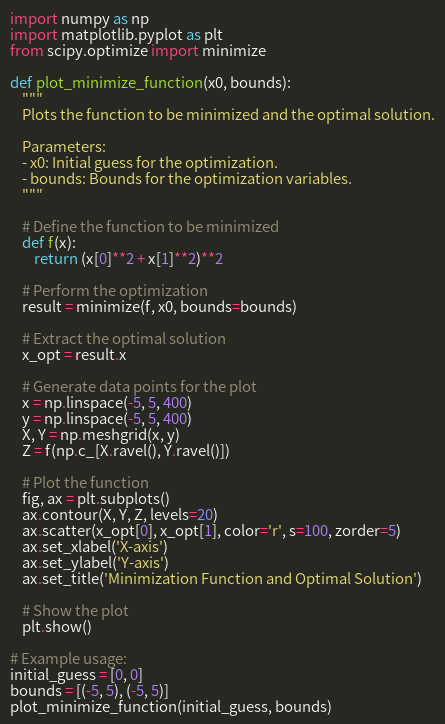 import numpy as np
import matplotlib.pyplot as plt
from scipy.optimize import minimize

def plot_minimize_function(x0, bounds):
    """
    Plots the function to be minimized and the optimal solution.

    Parameters:
    - x0: Initial guess for the optimization.
    - bounds: Bounds for the optimization variables.
    """

    # Define the function to be minimized
    def f(x):
        return (x[0]**2 + x[1]**2)**2

    # Perform the optimization
    result = minimize(f, x0, bounds=bounds)

    # Extract the optimal solution
    x_opt = result.x

    # Generate data points for the plot
    x = np.linspace(-5, 5, 400)
    y = np.linspace(-5, 5, 400)
    X, Y = np.meshgrid(x, y)
    Z = f(np.c_[X.ravel(), Y.ravel()])

    # Plot the function
    fig, ax = plt.subplots()
    ax.contour(X, Y, Z, levels=20)
    ax.scatter(x_opt[0], x_opt[1], color='r', s=100, zorder=5)
    ax.set_xlabel('X-axis')
    ax.set_ylabel('Y-axis')
    ax.set_title('Minimization Function and Optimal Solution')

    # Show the plot
    plt.show()

# Example usage:
initial_guess = [0, 0]
bounds = [(-5, 5), (-5, 5)]
plot_minimize_function(initial_guess, bounds)